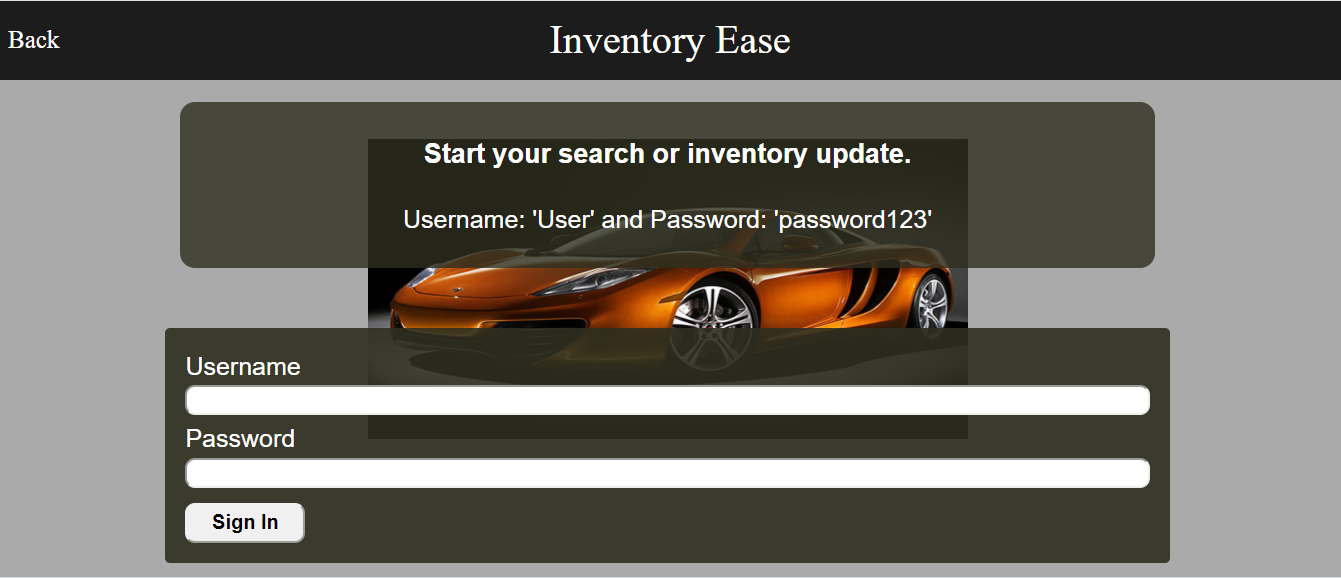 Back
Inventory Ease
Start your search or inventory update.
Username: 'User' and Password: 'password123'
Username
Password
Sign In